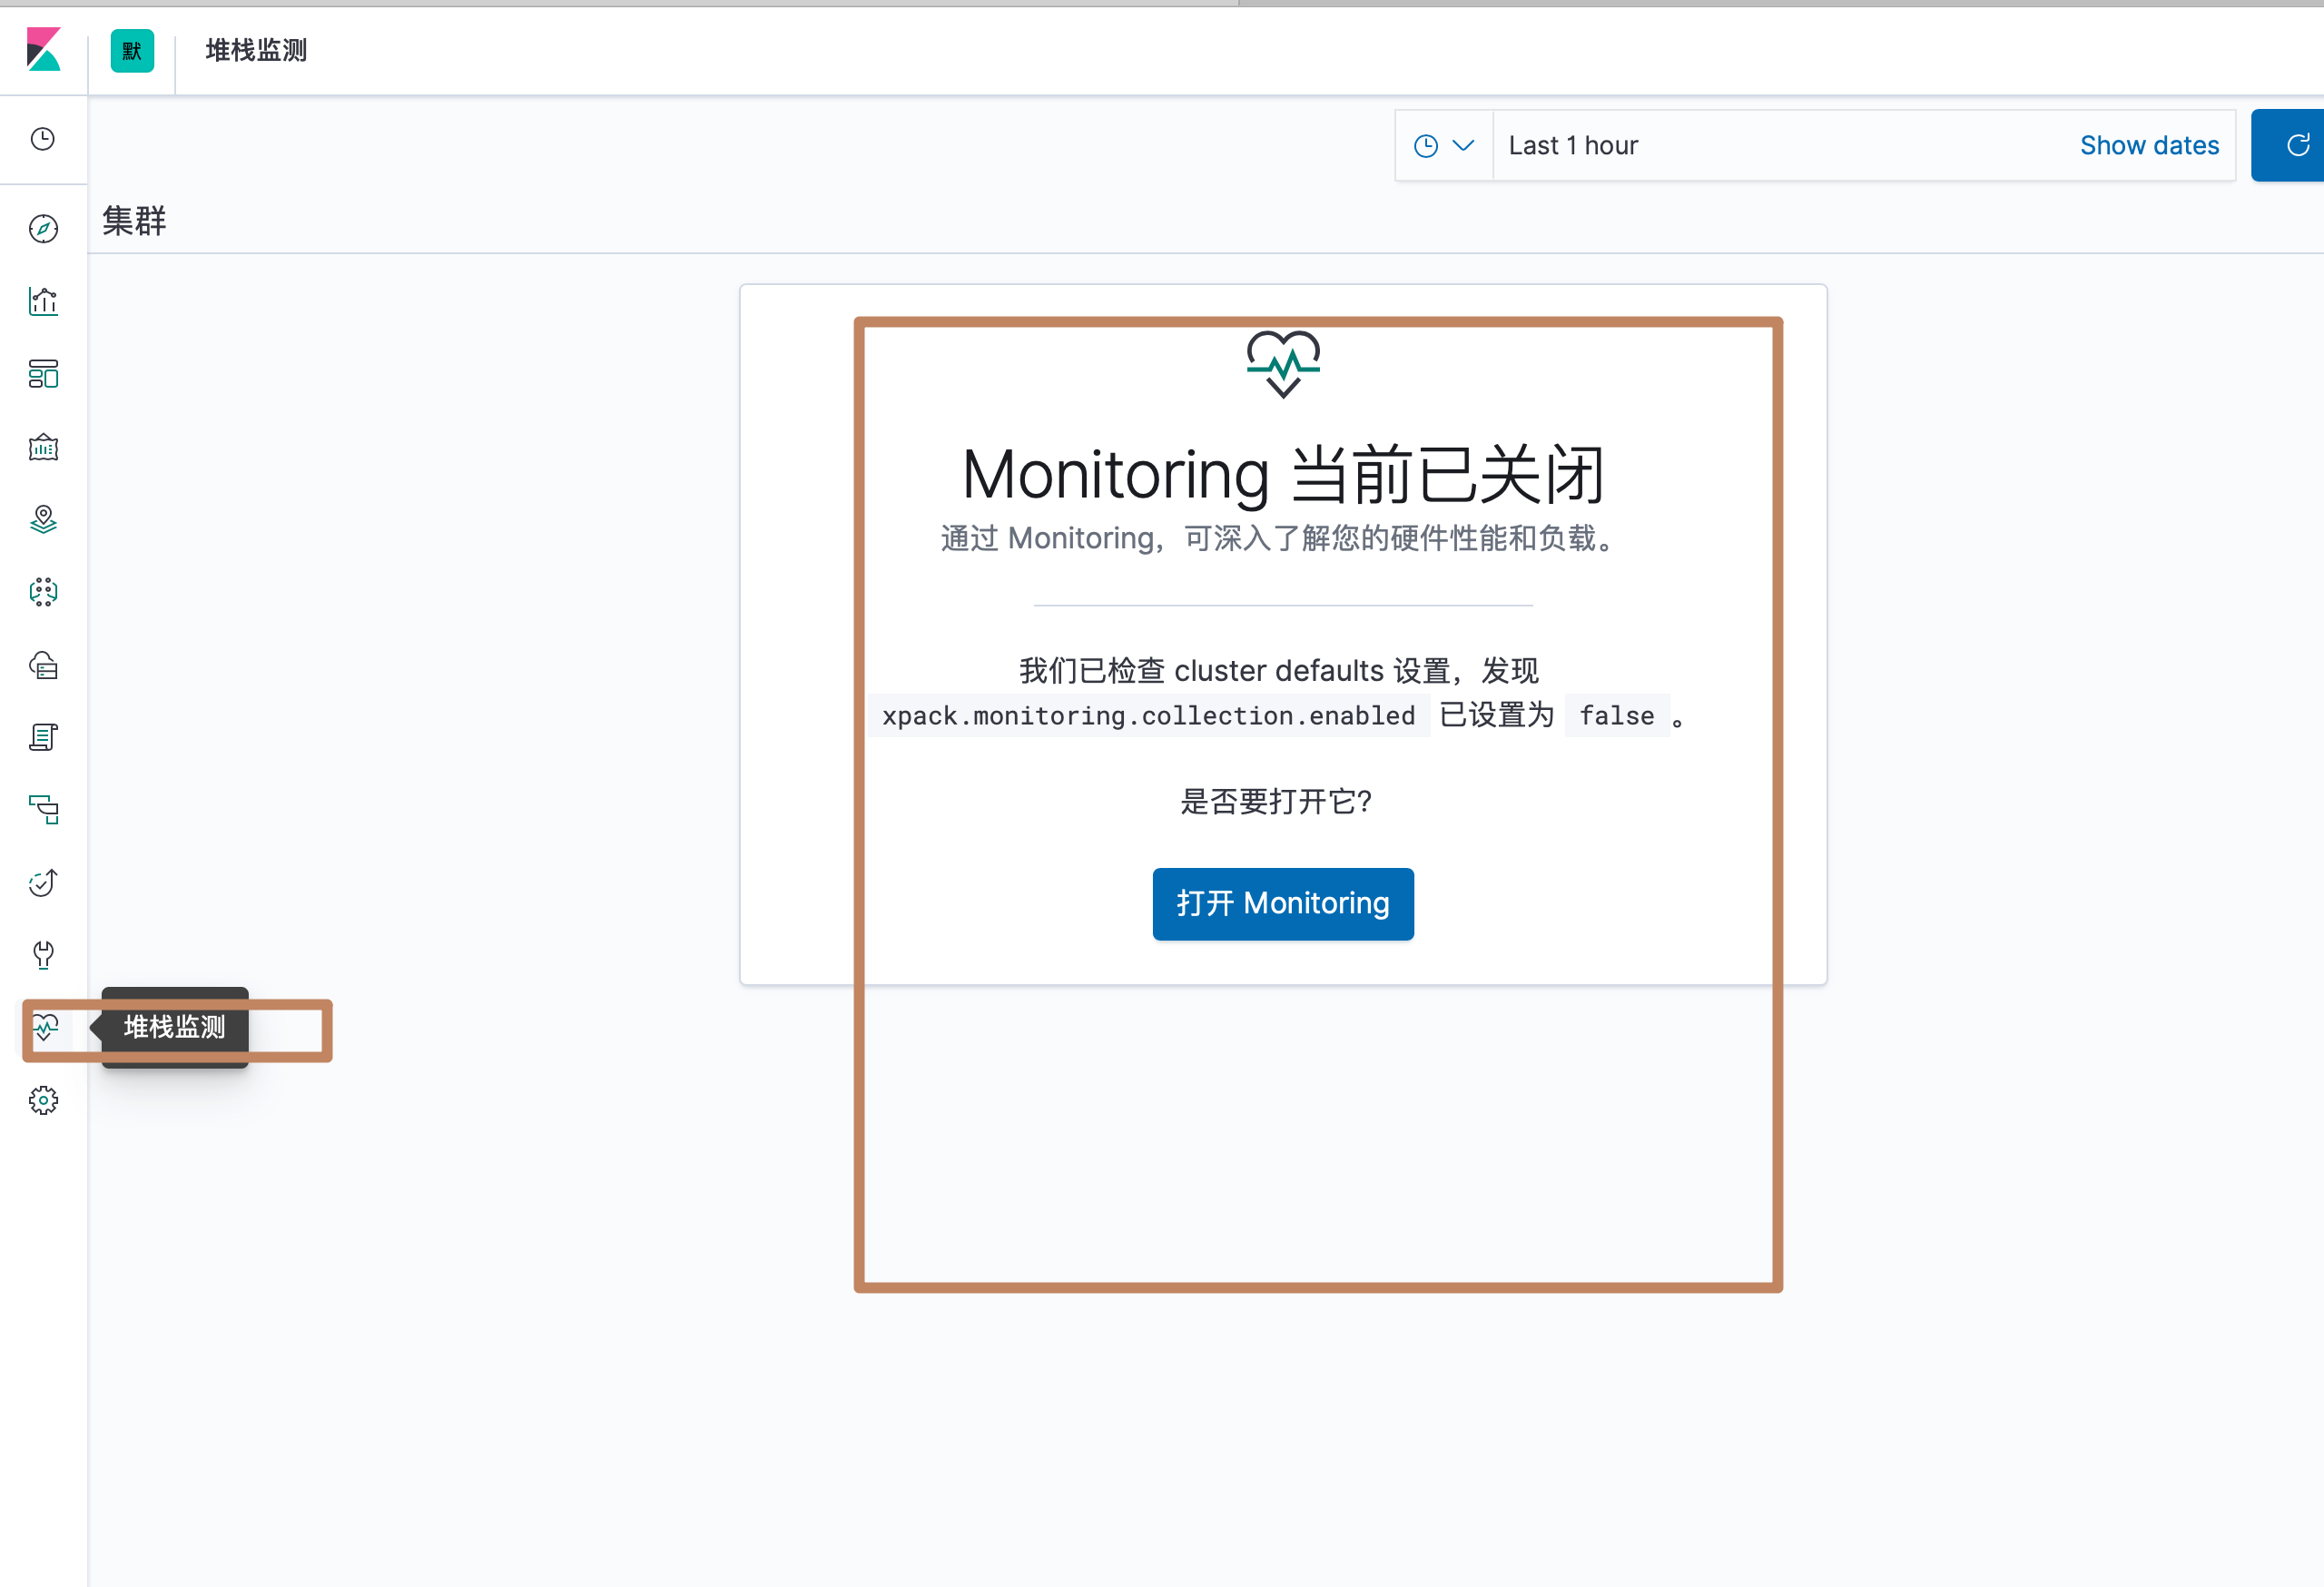 默 堆栈监测
Last 1 hour Show dates
集群
Monitoring 当前已关闭
通过 Monitoring，可深入了解您的硬件性能和负载。
我们已检查 cluster defaults 设置，发现
xpack.monitoring.collection.enabled 已设置为 false 。
是否要打开它？
打开 Monitoring
堆栈监测